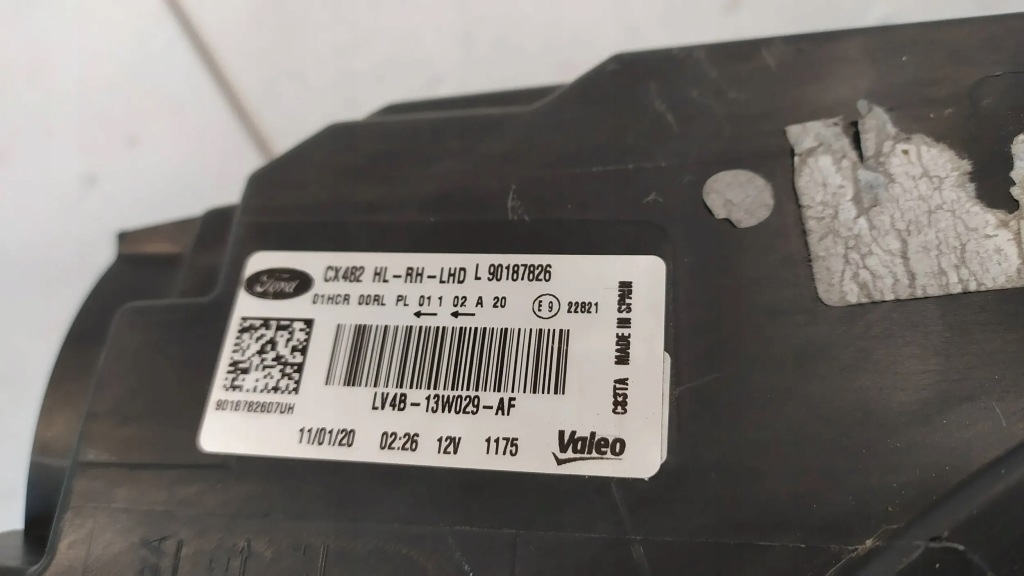 Ford
CX482 HL-RH-LHD L 90187826
01HCR 00RL PL 01 1 02 A 20
E9 22821
LV4B-13W029-AF
9018782607UH
11/01/20 02:26 12V 1175 Valeo
C83TA MADE IN SPAIN